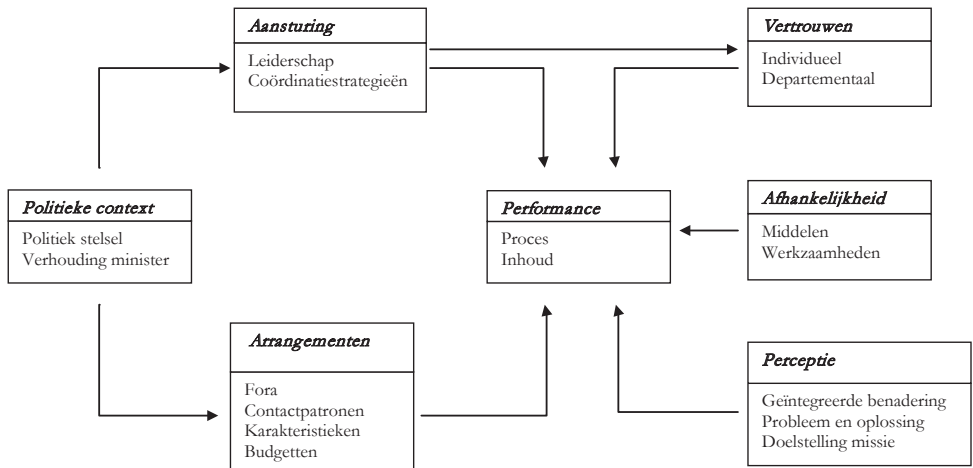 Aansturing
Leiderschap
Coördinatiestrategieën
Vertrouwen
Individueel
Departementaal
Politieke context
Politiek stelsel
Verhouding minister
Performance
Proces
Inhoud
Afhankelijkheid
Middelen
Werkzaamheden
Arrangementen
Fora
Contactpatronen
Karakteristieken
Budgetten
Perceptie
Geïntegreerde benadering
Probleem en oplossing
Doelstelling missie